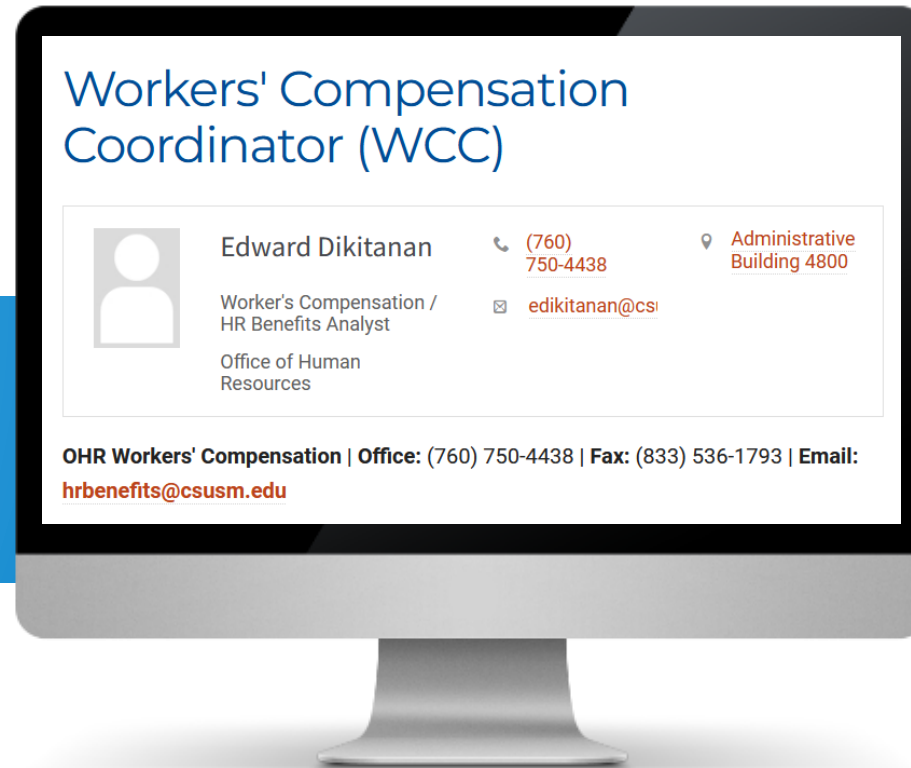 Workers' Compensation
Coordinator (WCC)
Edward Dikitanan
Worker's Compensation /
HR Benefits Analyst
Office of Human
Resources
(760)
750-4438
edikitanan@csu
Administrative
Building 4800
OHR Workers' Compensation | Office: (760) 750-4438 | Fax: (833) 536-1793 | Email:
hrbenefits@csusm.edu